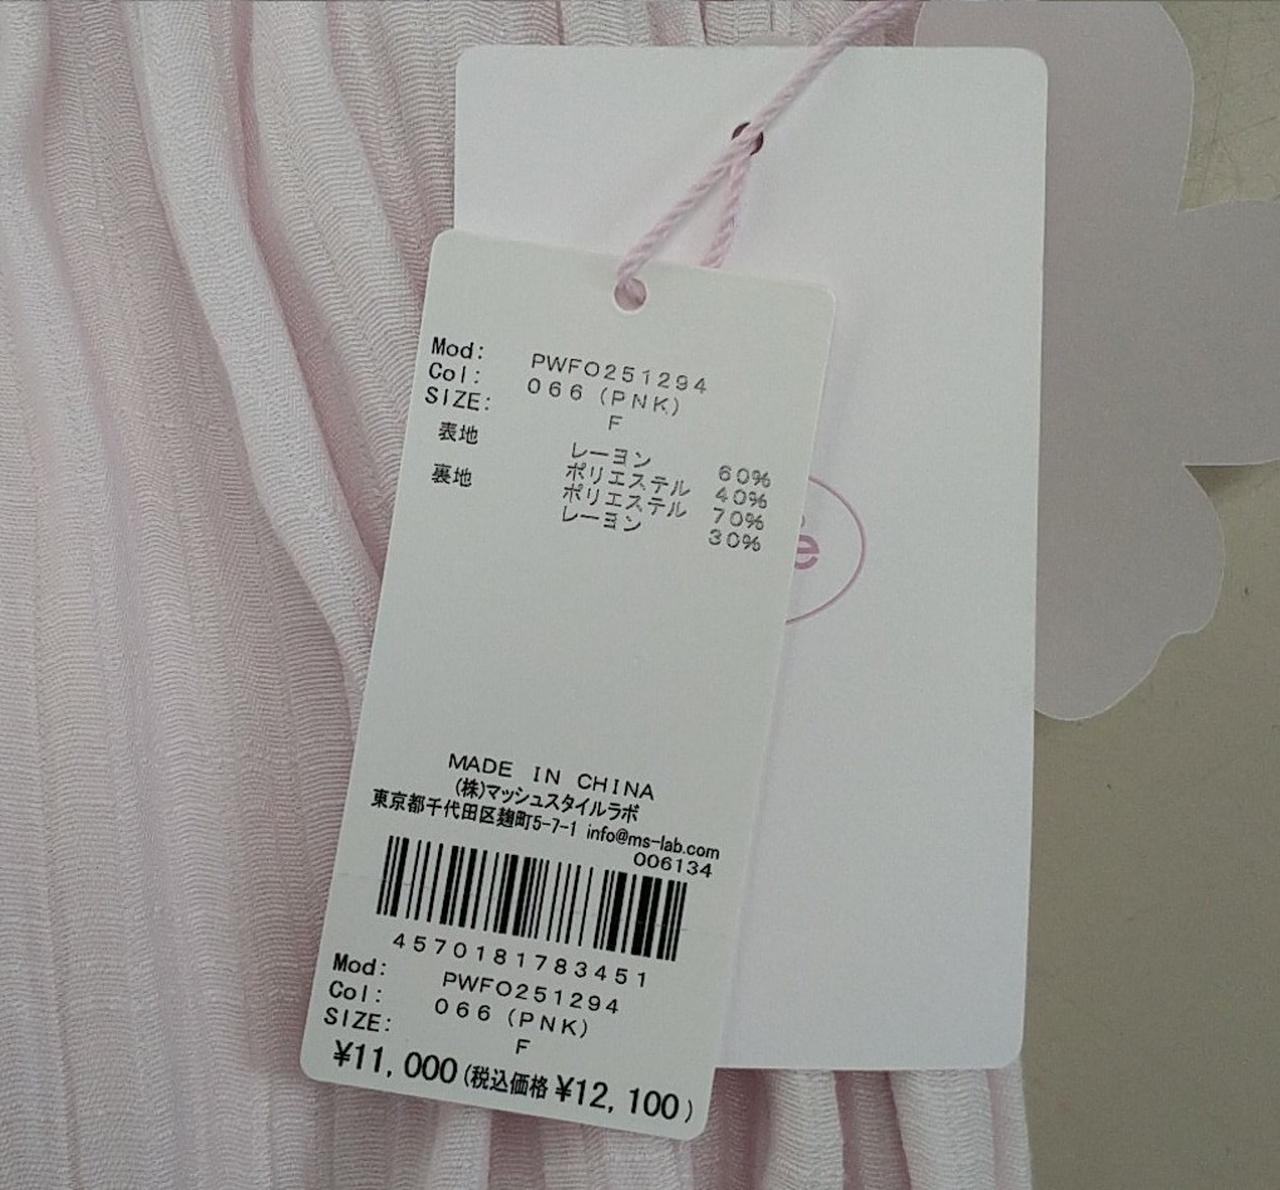 Mod: PWFO251294
Col: 066 (PNK)
SIZE: F
表地 レーヨン 60%
ポリエステル 40%
裏地 ポリエステル 70%
レーヨン 30%
e
MADE IN CHINA
(株)マッシュスタイルラボ
東京都千代田区麹町5-7-1 info@ms-lab.com
006134
4570181783451
Mod: PWFO251294
Col: 066 (PNK)
SIZE: F
¥11,000(税込価格 ¥12,100)